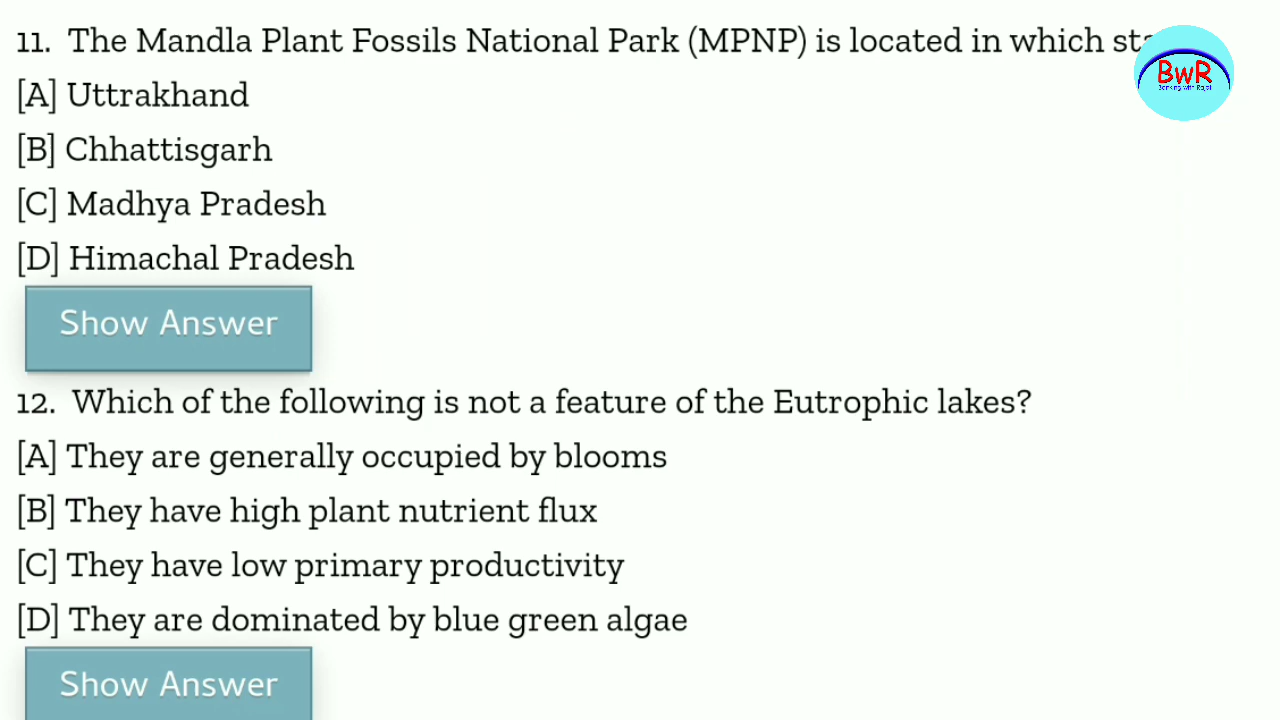 11. The Mandla Plant Fossils National Park (MPNP) is located in which
[A] Uttrakhand
[B] Chhattisgarh
[C] Madhya Pradesh
[D] Himachal Pradesh
Show Answer
12. Which of the following is not a feature of the Eutrophic lakes?
[A] They are generally occupied by blooms
[B] They have high plant nutrient flux
[C] They have low primary productivity
[D] They are dominated by blue green algae
Show Answer
BwR
Banking with